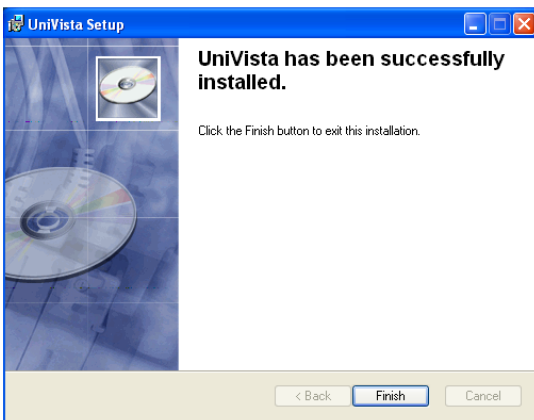 UniVista Setup
UniVista has been successfully
installed.
Click the Finish button to exit this installation.
< Back
Finish
Cancel